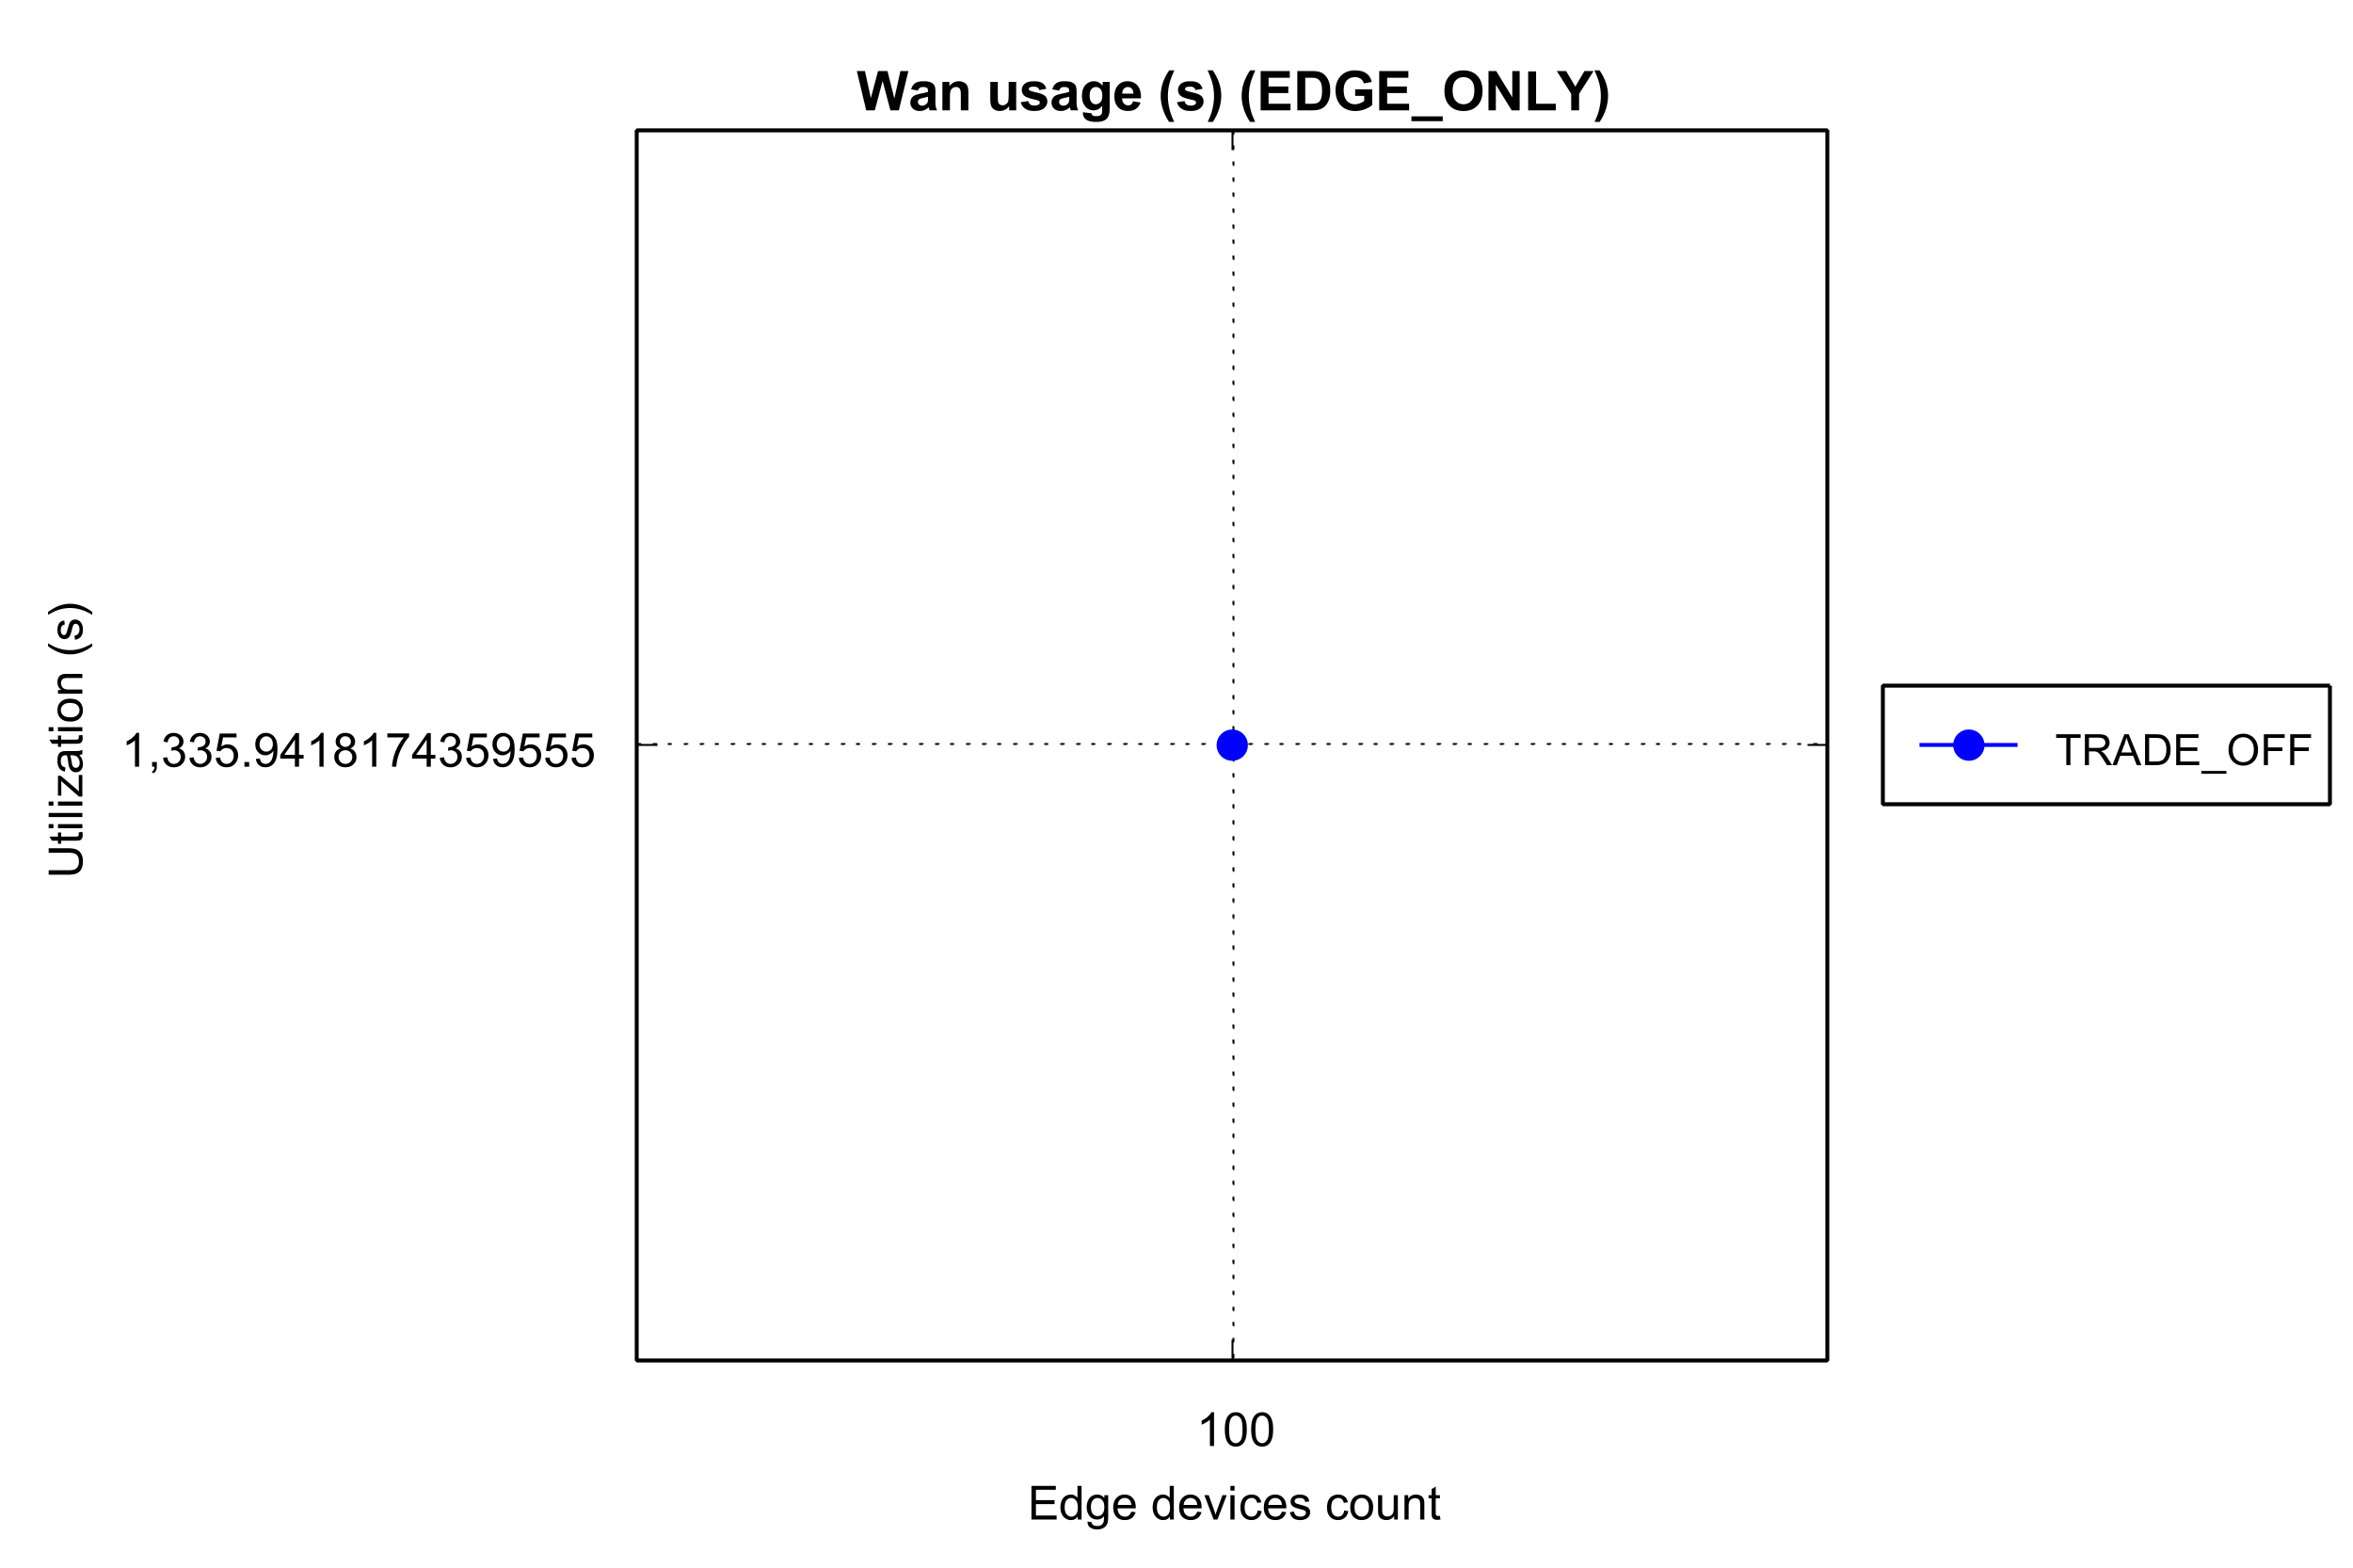 Wan usage (s) (EDGE_ONLY)
Utilization (s)
1,335.9418174359555
TRADE_OFF
100
Edge devices count